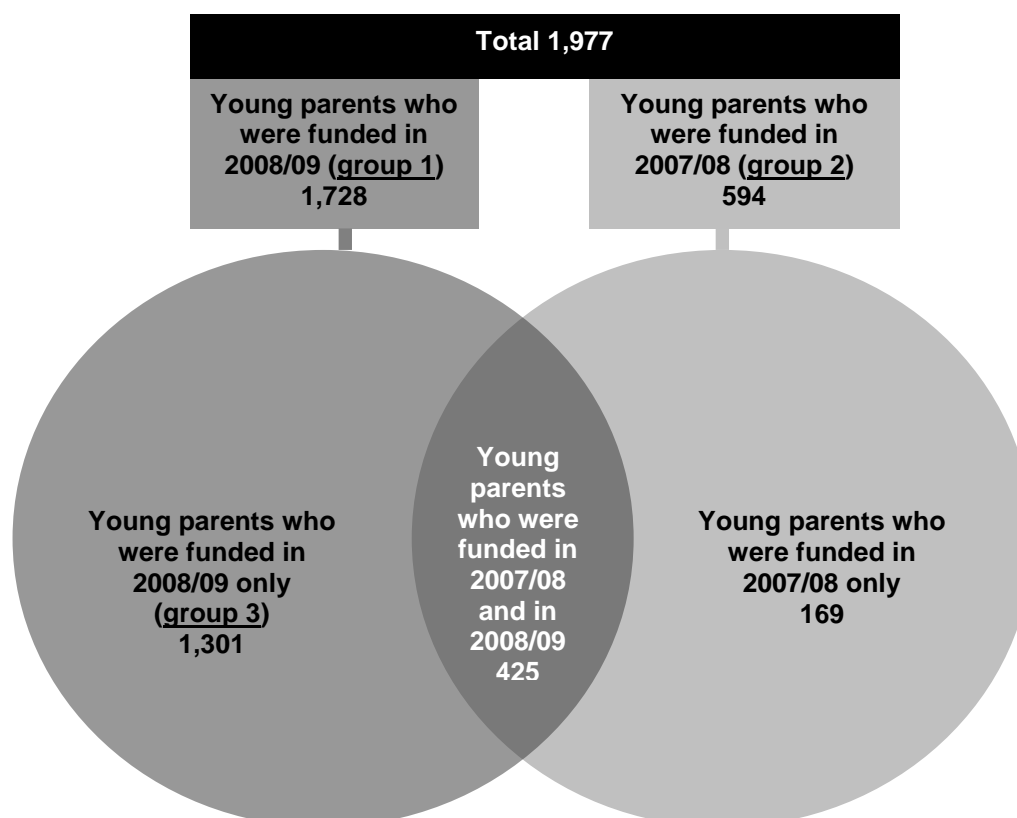 Total 1,977
Young parents who
were funded in
2008/09 (group 1)
1,728
Young parents who
were funded in
2007/08 (group 2)
594
Young parents who
were funded in
2008/09 only
(group 3)
1,301
Young
parents
who were
funded in
2007/08
and in
2008/09
425
Young parents who
were funded in
2007/08 only
169